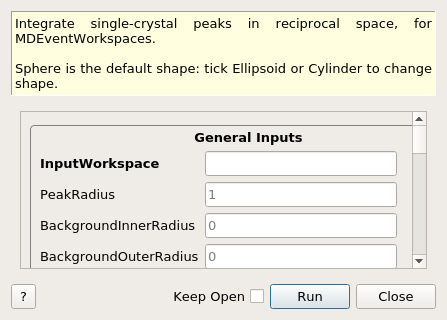 Integrate single-crystal peaks in reciprocal space, for
MDEventWorkspaces.
Sphere is the default shape: tick Ellipsoid or Cylinder to change
shape.
General Inputs
InputWorkspace
PeakRadius 1
BackgroundInnerRadius 0
BackgroundOuterRadius 0
? Keep Open Run Close